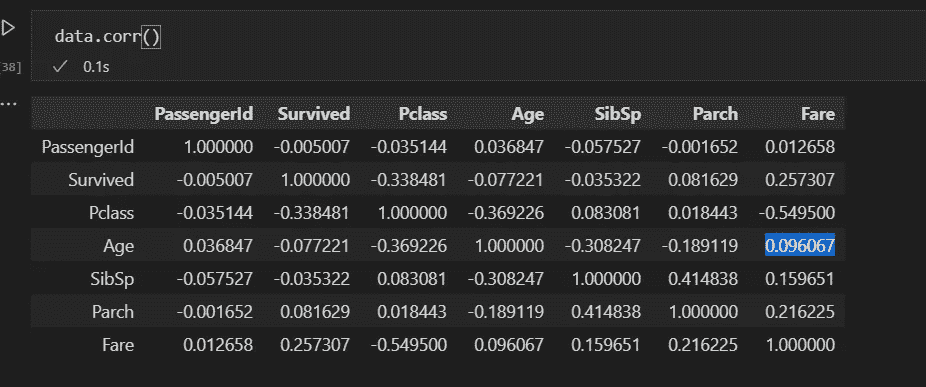 data.corr()
[38]
✓ 0.1s
...
PassengerId Survived Pclass Age SibSp Parch Fare
PassengerId 1.000000 -0.005007 -0.035144 0.036847 -0.057527 -0.001652 0.012658
Survived -0.005007 1.000000 -0.338481 -0.077221 -0.035322 0.081629 0.257307
Pclass -0.035144 -0.338481 1.000000 -0.369226 0.083081 0.018443 -0.549500
Age 0.036847 -0.077221 -0.369226 1.000000 -0.308247 -0.189119 0.096067
SibSp -0.057527 -0.035322 0.083081 -0.308247 1.000000 0.414838 0.159651
Parch -0.001652 0.081629 0.018443 -0.189119 0.414838 1.000000 0.216225
Fare 0.012658 0.257307 -0.549500 0.096067 0.159651 0.216225 1.000000